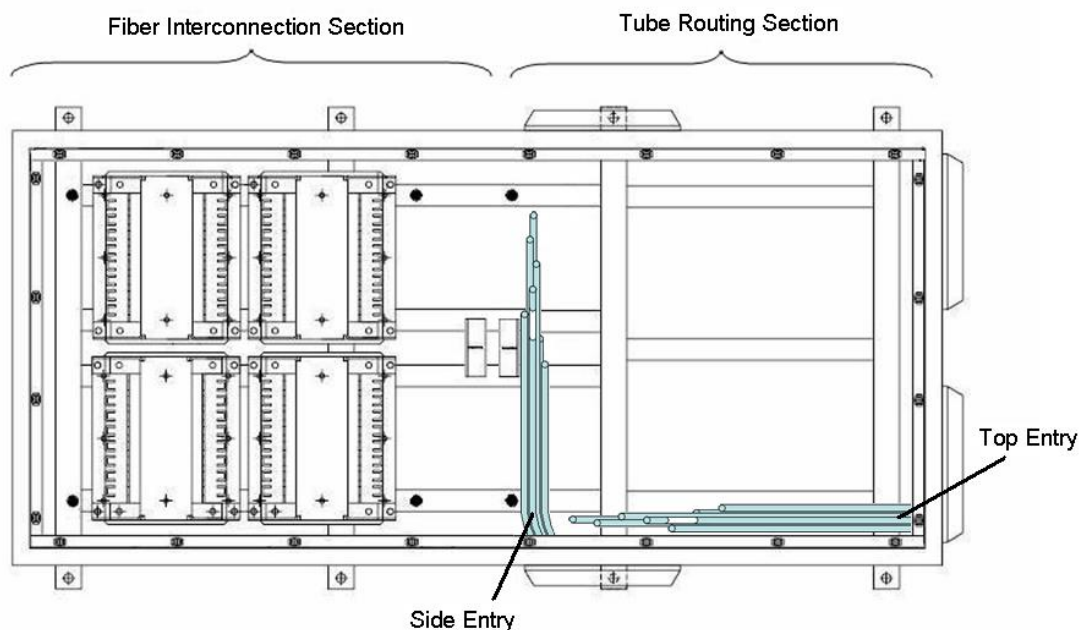 Fiber Interconnection Section
Tube Routing Section
Top Entry
Side Entry